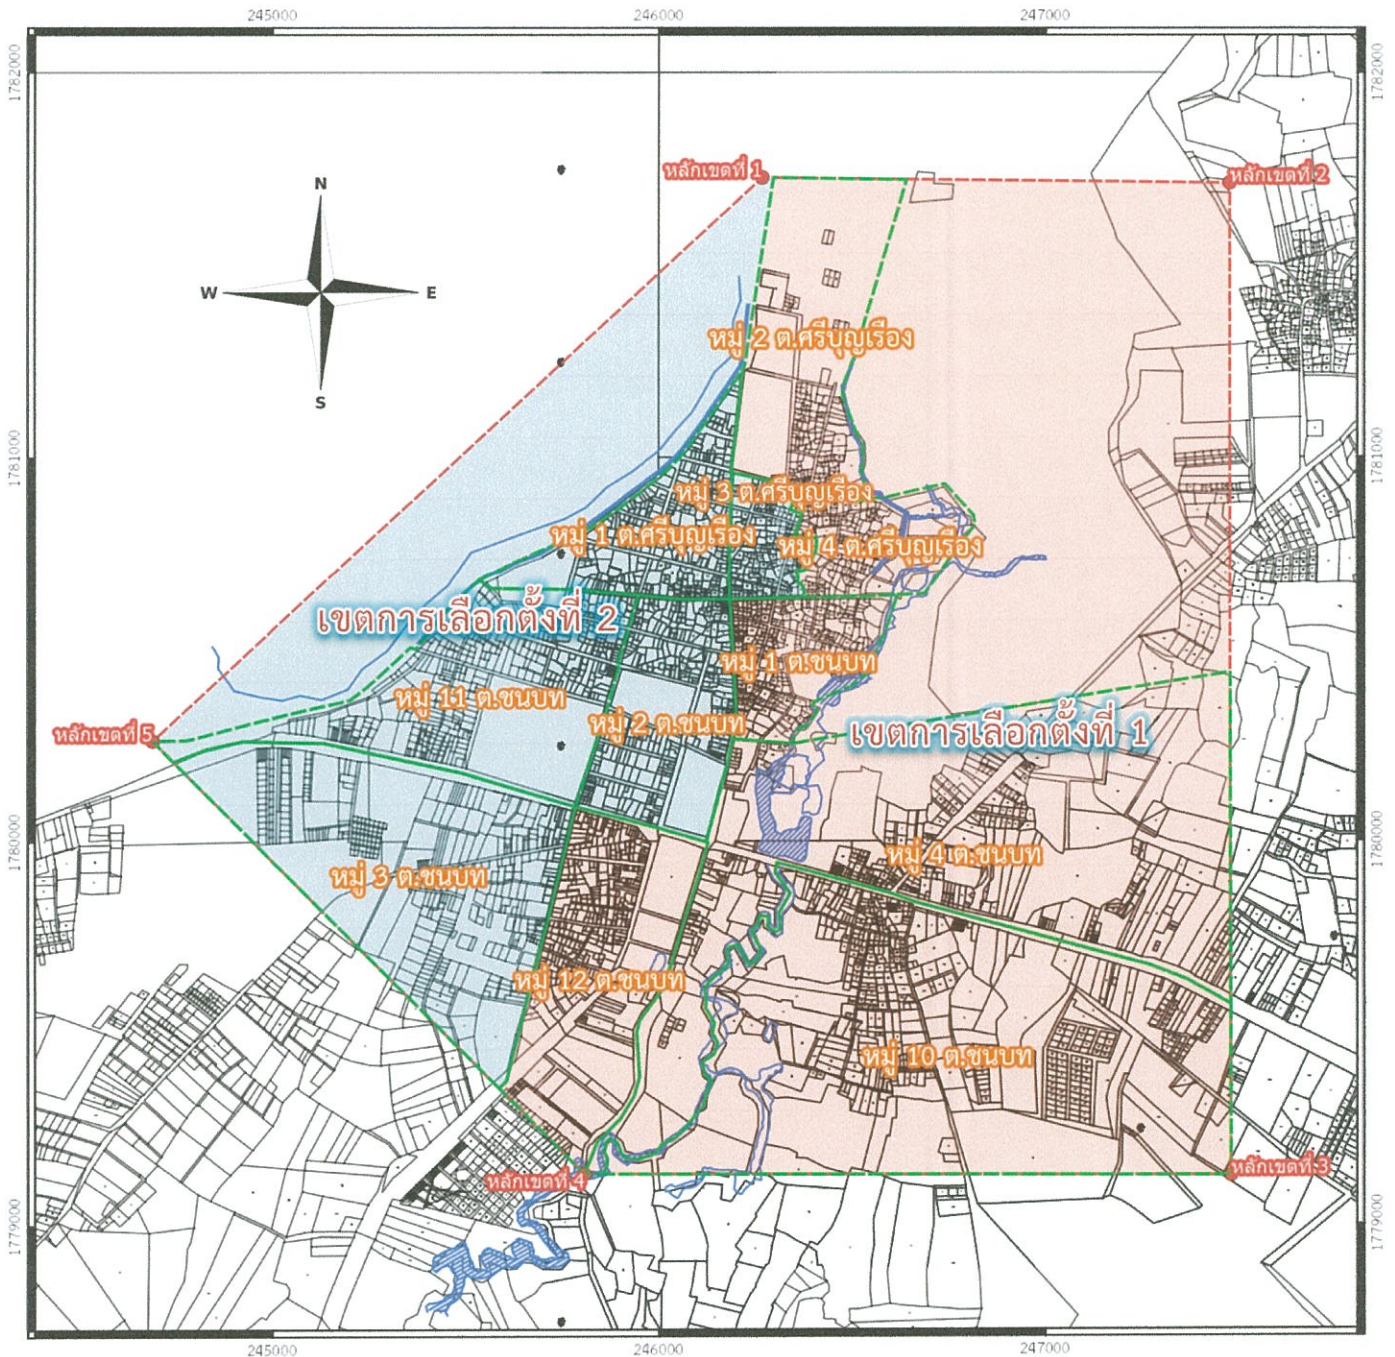 245000 246000 247000
1782000 1782000
หลักเขตที่ 1
หลักเขตที่ 2
N
W E
S
หมู่ 2 ต.ศรีบุญเรือง
1781000 1781000
หมู่ 3 ต.ศรีบุญเรือง
หมู่ 1 ต.ศรีบุญเรือง
หมู่ 4 ต.ศรีบุญเรือง
เขตการเลือกตั้งที่ 2
หมู่ 1 ต.ชนบท
หมู่ 11 ต.ชนบท
หมู่ 2 ต.ชนบท
หลักเขตที่ 5
เขตการเลือกตั้งที่ 1
1780000 1780000
หมู่ 4 ต.ชนบท
หมู่ 3 ต.ชนบท
หมู่ 12 ต.ชนบท
หมู่ 10 ต.ชนบท
หลักเขตที่ 3
หลักเขตที่ 4
1779000 1779000
245000 246000 247000